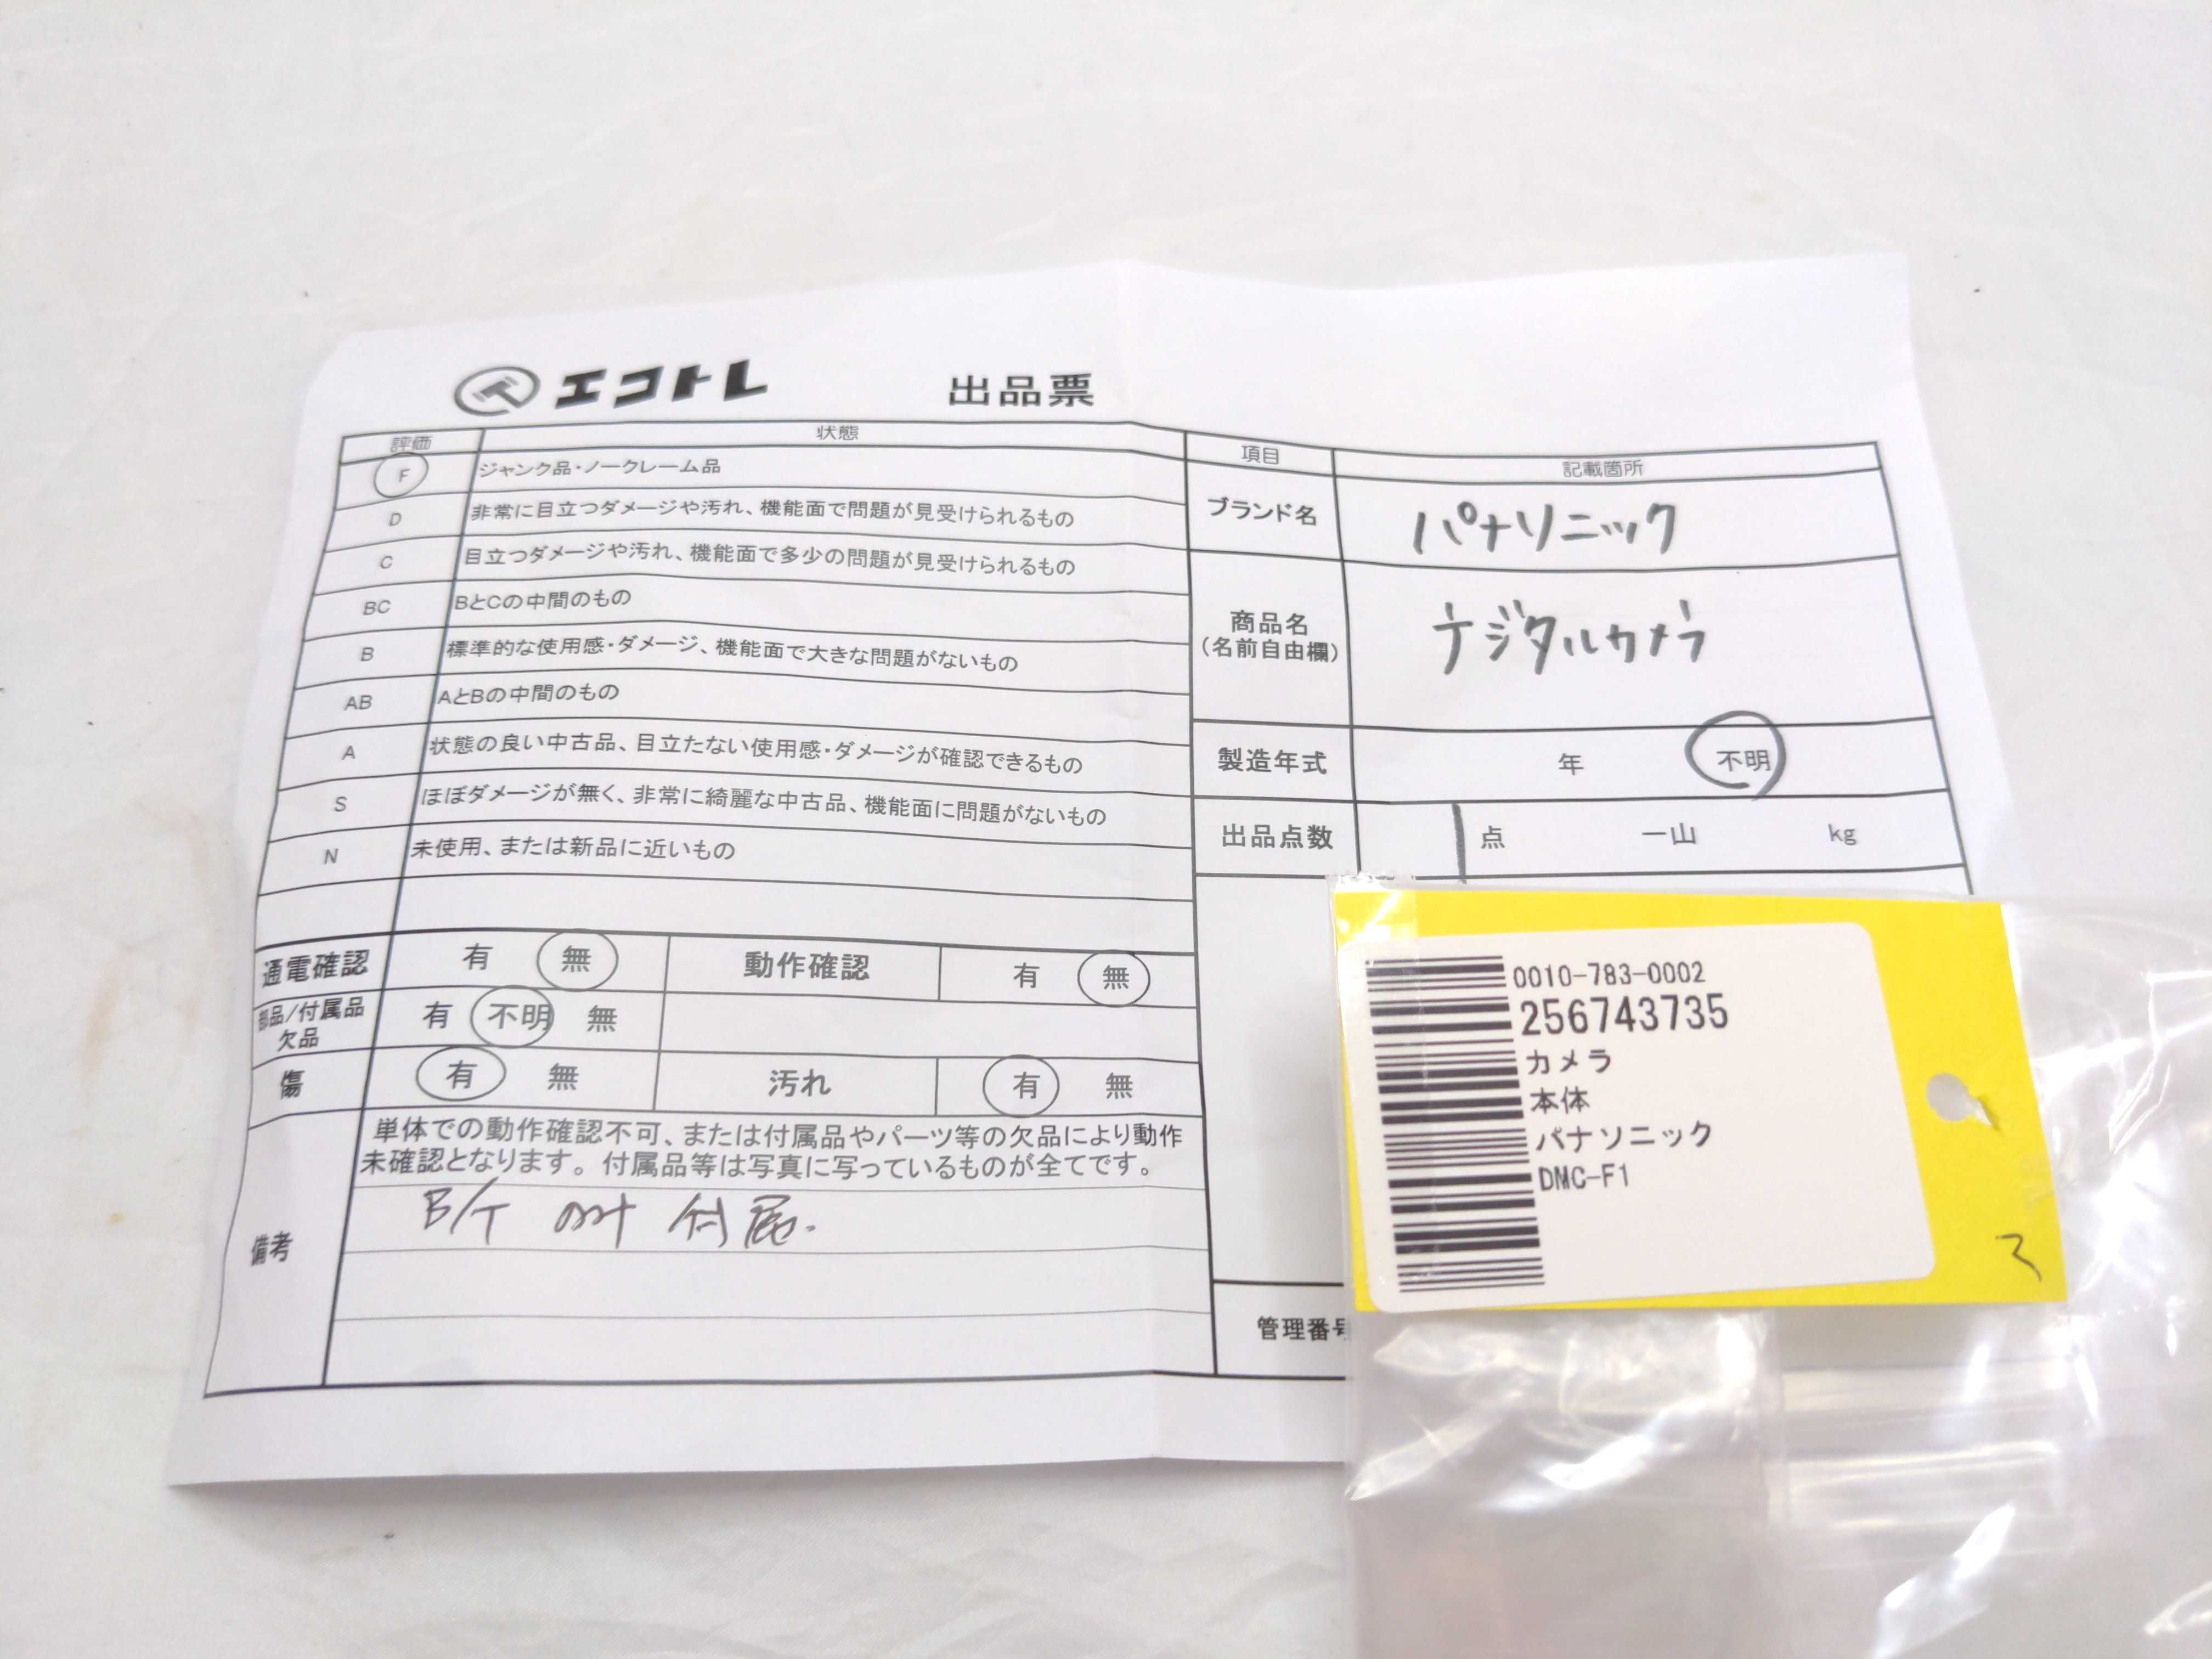 エコトレ 出品票
評価 状態
F ジャンク品・ノークレーム品
D 非常に目立つダメージや汚れ、機能面で問題が見受けられるもの
C 目立つダメージや汚れ、機能面で多少の問題が見受けられるもの
BC BとCの中間のもの
B 標準的な使用感・ダメージ、機能面で大きな問題がないもの
AB AとBの中間のもの
A 状態の良い中古品、目立たない使用感・ダメージが確認できるもの
S ほぼダメージが無く、非常に綺麗な中古品、機能面に問題がないもの
N 未使用、または新品に近いもの
通電確認 有 無 動作確認 有 無
部品/付属品 有 不明 無
欠品
傷 有 無 汚れ 有 無
備考
単体での動作確認不可、または付属品やパーツ等の欠品により動作
未確認となります。付属品等は写真に写っているものが全てです。
B/T 付属.
項目 記載箇所
ブランド名 パナソニック
商品名 デジタルカメラ
(名前自由欄)
製造年式 年 不明
出品点数 1 点 一山 kg
管理番号
0010-783-0002
256743735
カメラ
本体
パナソニック
DMC-F1